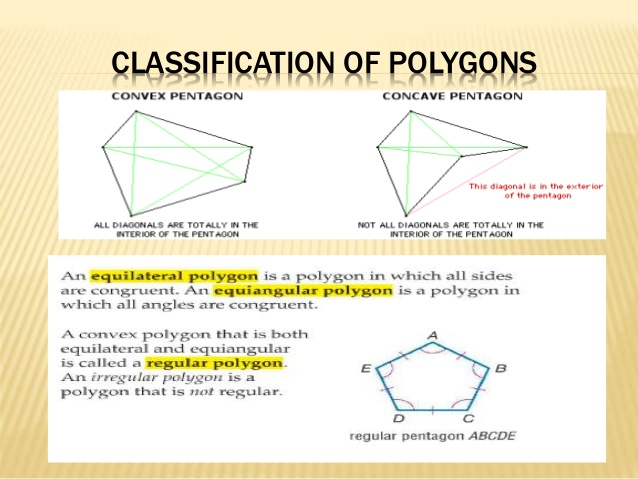 CLASSIFICATION OF POLYGONS
CONVEX PENTAGON
ALL DIAGONALS ARE TOTALLY IN THE
INTERIOR OF THE PENTAGON
CONCAVE PENTAGON
This diagonal is in the exterior
of the pentagon
NOT ALL DIAGONALS ARE TOTALLY IN THE
INTERIOR OF THE PENTAGON
An equilateral polygon is a polygon in which all sides
are congruent. An equiangular polygon is a polygon in
which all angles are congruent.
A convex polygon that is both
equilateral and equiangular
is called a regular polygon.
An irregular polygon is a
polygon that is not regular.
A
E
B
D
C
regular pentagon ABCDE